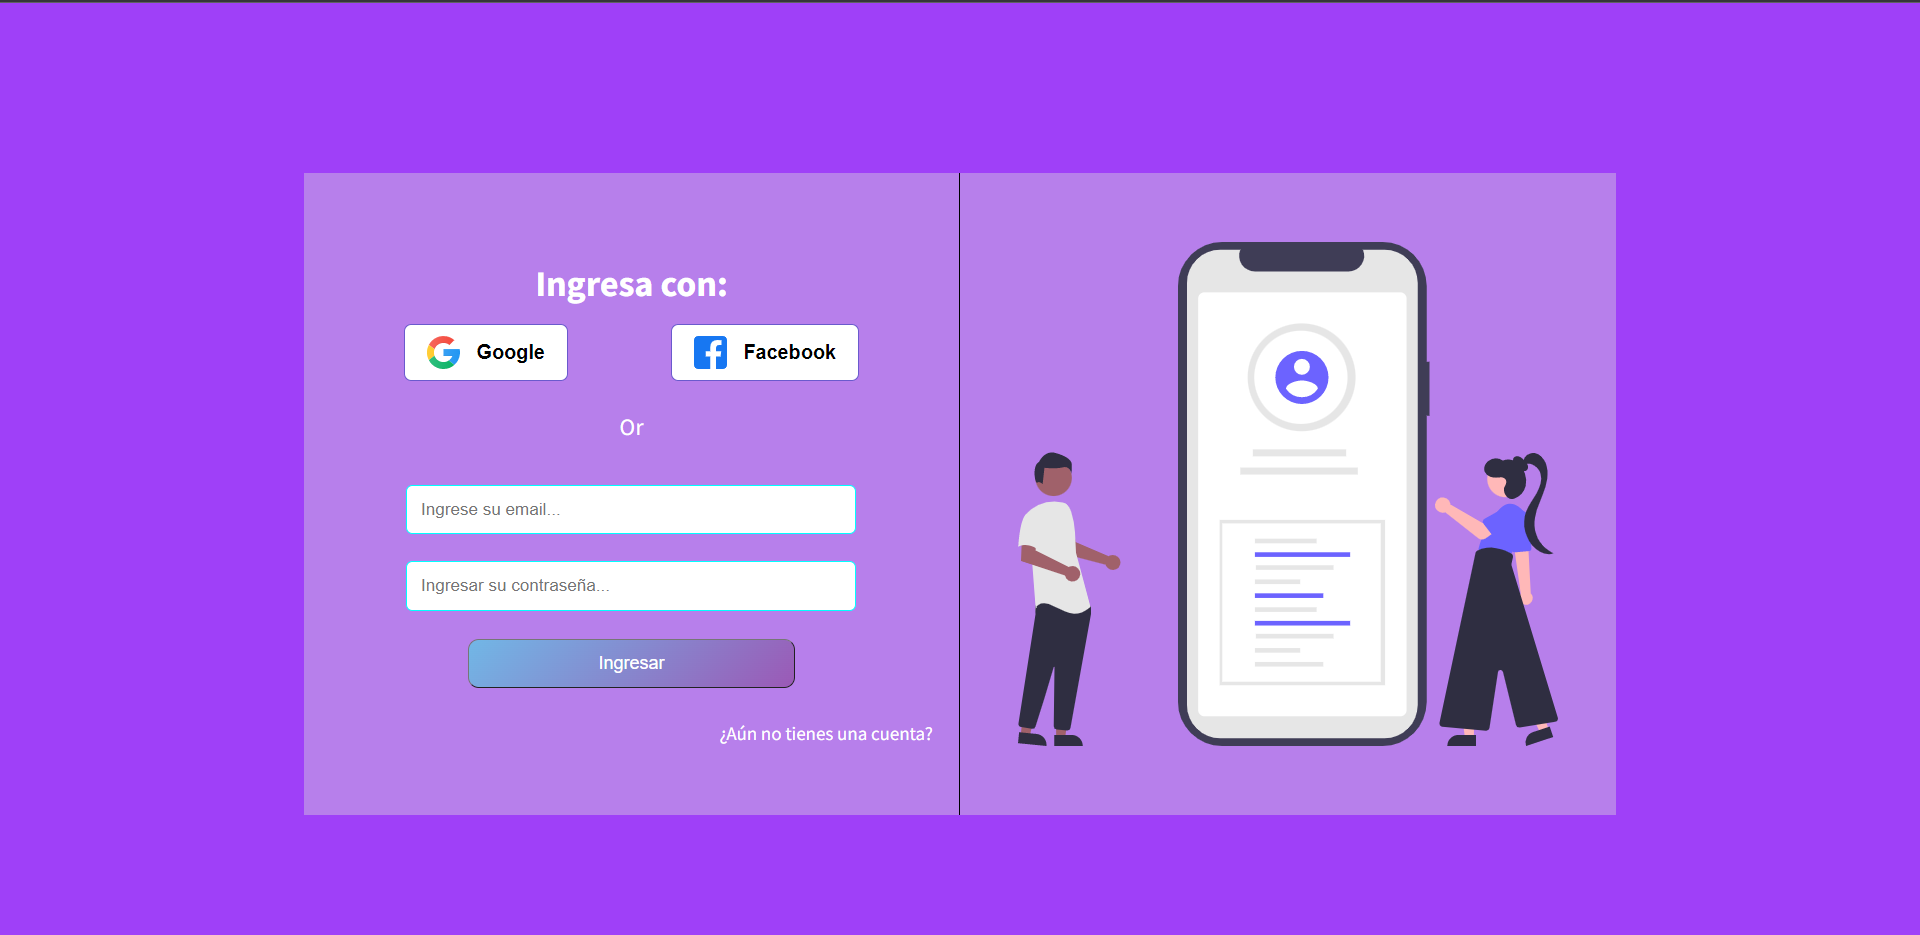 Ingresa con:
Google
Facebook
Or
Ingrese su email...
Ingresar su contraseña...
Ingresar
¿Aún no tienes una cuenta?